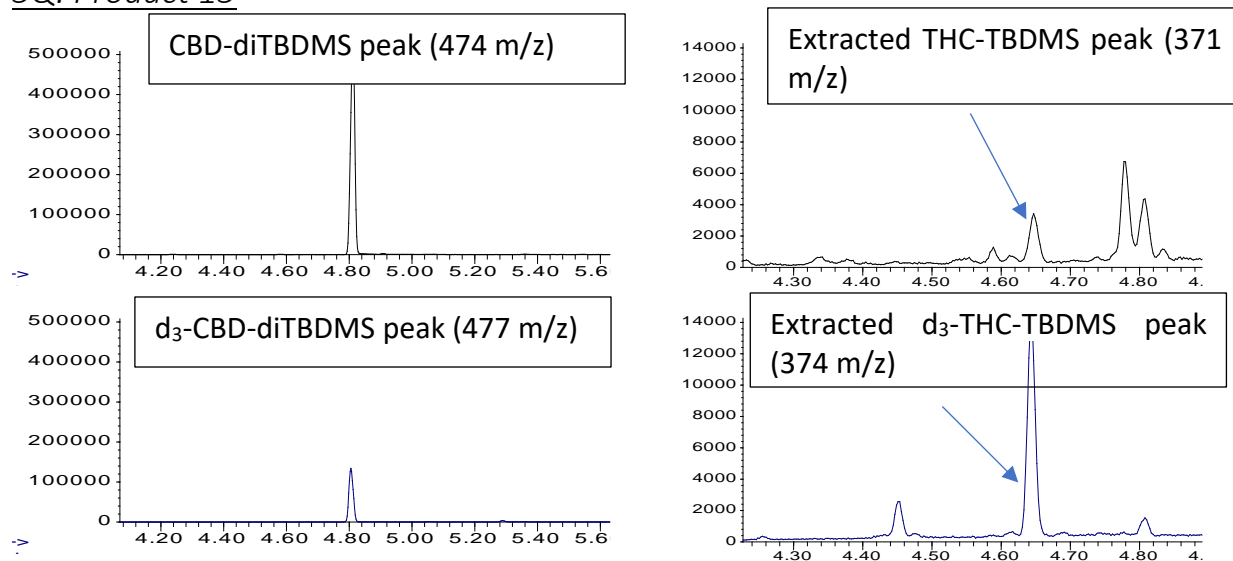 Product
CBD-diTBDMS peak (474 m/z)
500000
400000
300000
200000
100000
0
4.20 4.40 4.60 4.80 5.00 5.20 5.40 5.6
Extracted THC-TBDMS peak (371
m/z)
14000
12000
10000
8000
6000
4000
2000
0
4.30 4.40 4.50 4.60 4.70 4.80 4.
d₃-CBD-diTBDMS peak (477 m/z)
500000
400000
300000
200000
100000
0
4.20 4.40 4.60 4.80 5.00 5.20 5.40 5.6
Extracted d₃-THC-TBDMS peak
(374 m/z)
14000
12000
10000
8000
6000
4000
2000
0
4.30 4.40 4.50 4.60 4.70 4.80 4.